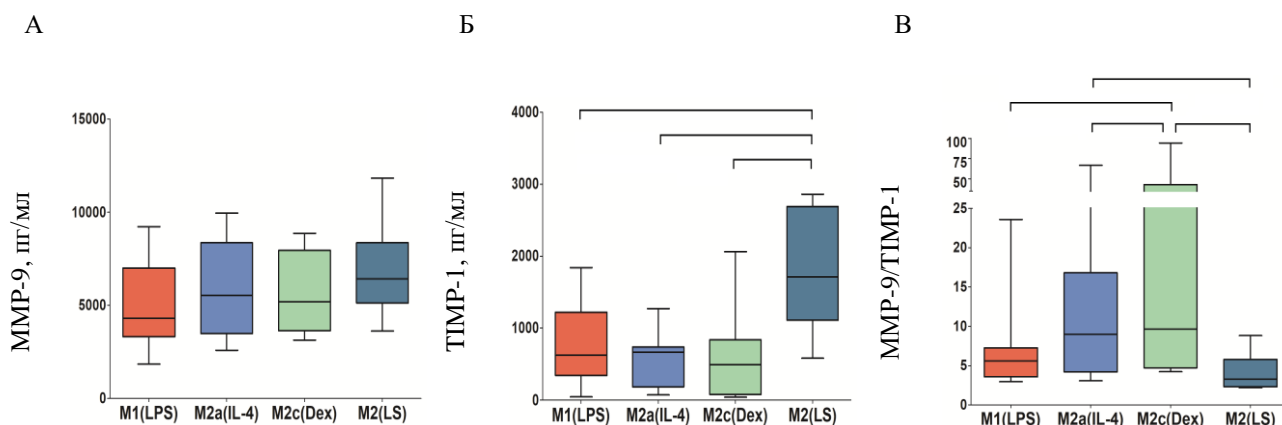 А
Б
В
MMP-9, пг/мл
15000
10000
5000
0
M1(LPS) M2a(IL-4) M2c(Dex) M2(LS)
TIMP-1, пг/мл
4000
3000
2000
1000
0
M1(LPS) M2a(IL-4) M2c(Dex) M2(LS)
MMP-9/TIMP-1
100
75
50
25
20
15
10
5
0
M1(LPS) M2a(IL-4) M2c(Dex) M2(LS)